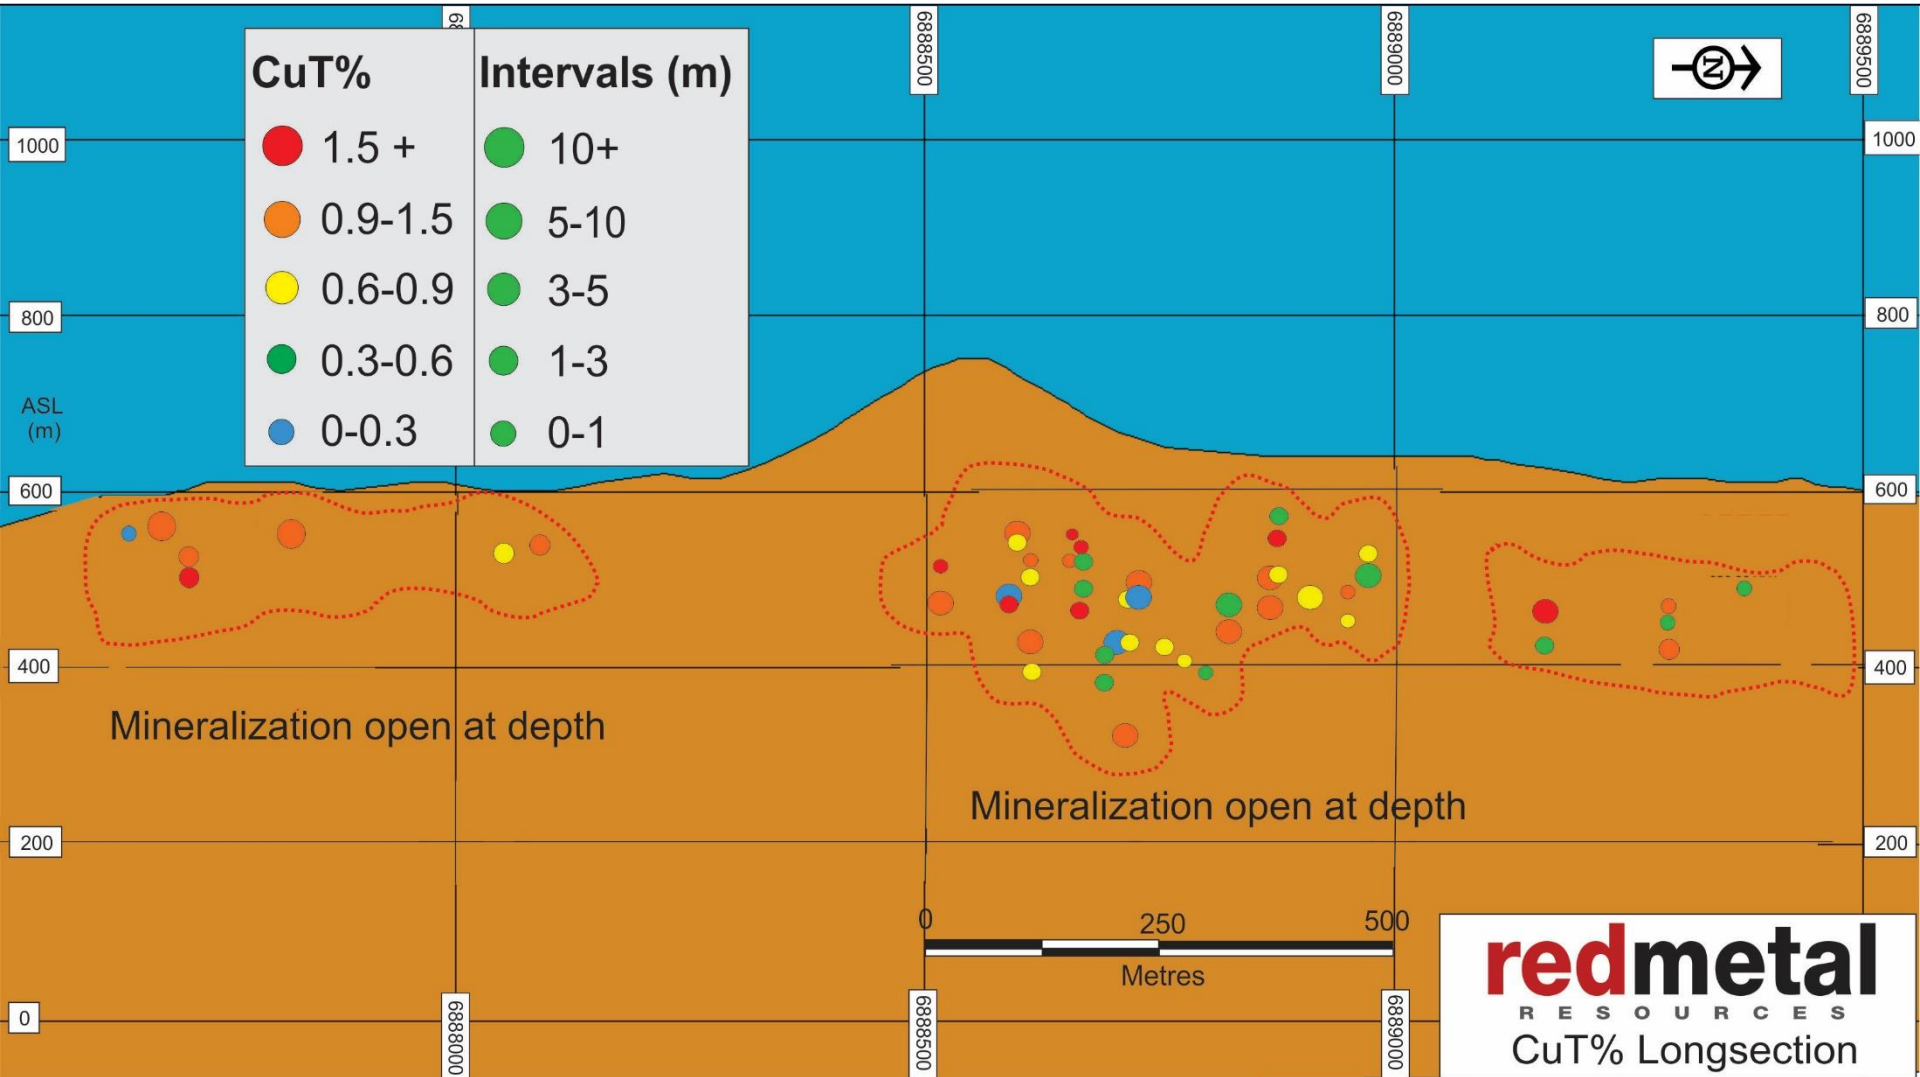 68
6888500
6889000
6889500
CuT% Intervals (m)
N
1.5 + 10+
1000
1000
0.9-1.5 5-10
0.6-0.9 3-5
800
800
0.3-0.6 1-3
ASL
(m)
0-0.3 0-1
600
600
400
400
Mineralization open at depth
Mineralization open at depth
200
200
0 250 500
Metres
redmetal
RESOURCES
CuT% Longsection
0
6888000
6888500
6889000